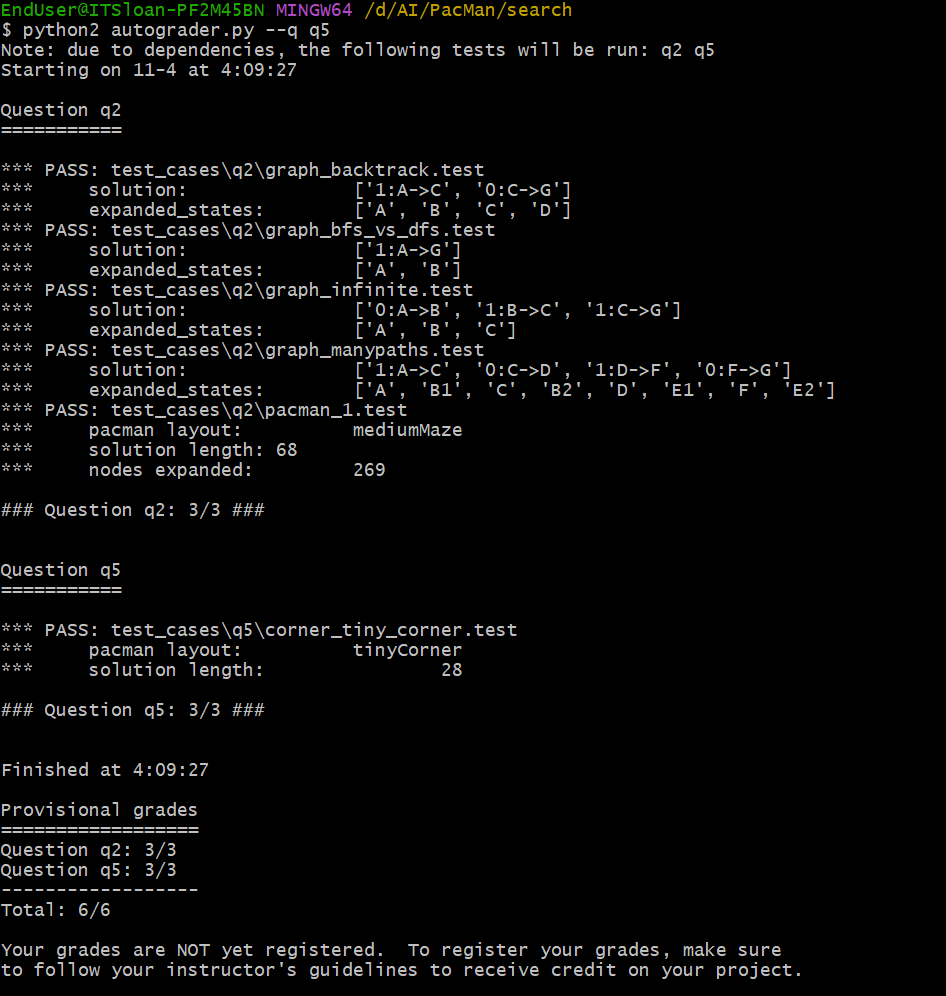 EndUser@ITSloan-PF2M45BN MINGW64 /d/AI/PacMan/search
$ python2 autograder.py --q q5
Note: due to dependencies, the following tests will be run: q2 q5
Starting on 11-4 at 4:09:27

Question q2
===========

*** PASS: test_cases\q2\graph_backtrack.test
***     solution:               ['1:A->C', '0:C->G']
***     expanded_states:        ['A', 'B', 'C', 'D']
*** PASS: test_cases\q2\graph_bfs_vs_dfs.test
***     solution:               ['1:A->G']
***     expanded_states:        ['A', 'B']
*** PASS: test_cases\q2\graph_infinite.test
***     solution:               ['0:A->B', '1:B->C', '1:C->G']
***     expanded_states:        ['A', 'B', 'C']
*** PASS: test_cases\q2\graph_manypaths.test
***     solution:               ['1:A->C', '0:C->D', '1:D->F', '0:F->G']
***     expanded_states:        ['A', 'B1', 'C', 'B2', 'D', 'E1', 'F', 'E2']
*** PASS: test_cases\q2\pacman_1.test
***     pacman layout:          mediumMaze
***     solution length: 68
***     nodes expanded:         269

### Question q2: 3/3 ###


Question q5
===========

*** PASS: test_cases\q5\corner_tiny_corner.test
***     pacman layout:          tinyCorner
***     solution length:                28

### Question q5: 3/3 ###


Finished at 4:09:27

Provisional grades
==================
Question q2: 3/3
Question q5: 3/3
------------------
Total: 6/6

Your grades are NOT yet registered.  To register your grades, make sure
to follow your instructor's guidelines to receive credit on your project.